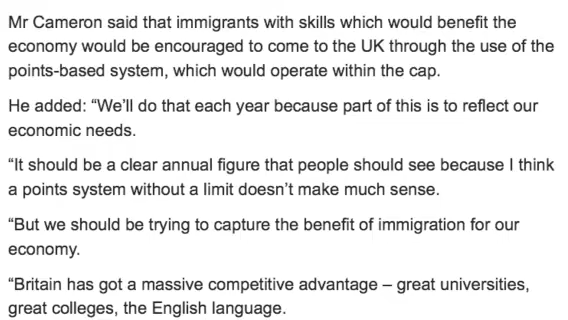 Mr Cameron said that immigrants with skills which would benefit the
economy would be encouraged to come to the UK through the use of the
points-based system, which would operate within the cap.
He added: “We’ll do that each year because part of this is to reflect our
economic needs.
“It should be a clear annual figure that people should see because I think
a points system without a limit doesn’t make much sense.
“But we should be trying to capture the benefit of immigration for our
economy.
“Britain has got a massive competitive advantage – great universities,
great colleges, the English language.